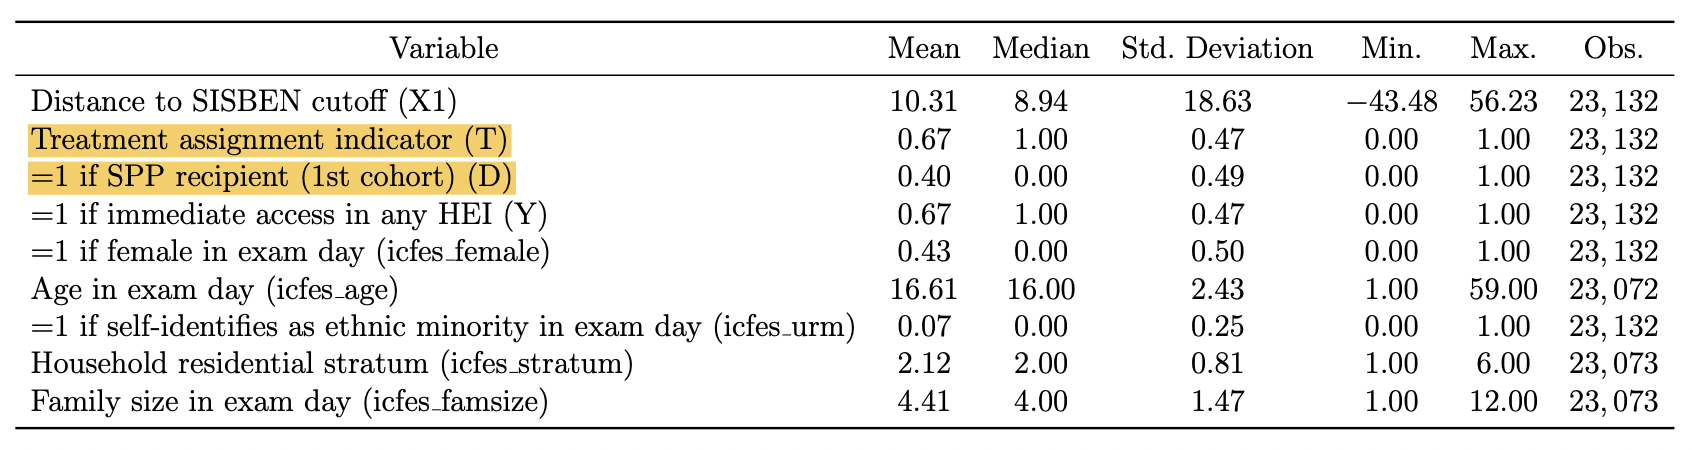 Variable Mean Median Std. Deviation Min. Max. Obs.
Distance to SISBEN cutoff (X1) 10.31 8.94 18.63 −43.48 56.23 23, 132
Treatment assignment indicator (T) 0.67 1.00 0.47 0.00 1.00 23, 132
=1 if SPP recipient (1st cohort) (D) 0.40 0.00 0.49 0.00 1.00 23, 132
=1 if immediate access in any HEI (Y) 0.67 1.00 0.47 0.00 1.00 23, 132
=1 if female in exam day (icfes_female) 0.43 0.00 0.50 0.00 1.00 23, 132
Age in exam day (icfes_age) 16.61 16.00 2.43 1.00 59.00 23, 072
=1 if self-identifies as ethnic minority in exam day (icfes_urm) 0.07 0.00 0.25 0.00 1.00 23, 132
Household residential stratum (icfes_stratum) 2.12 2.00 0.81 1.00 6.00 23, 073
Family size in exam day (icfes_famsize) 4.41 4.00 1.47 1.00 12.00 23, 073